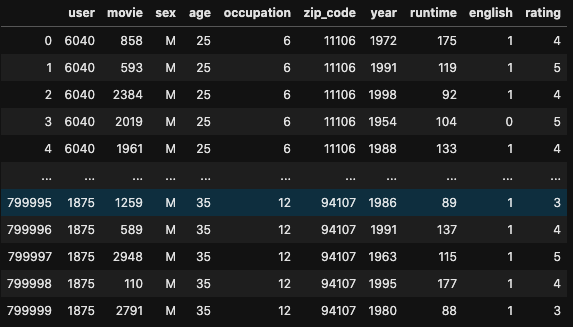 user movie sex age occupation zip_code year runtime english rating
0 6040 858 M 25 6 11106 1972 175 1 4
1 6040 593 M 25 6 11106 1991 119 1 5
2 6040 2384 M 25 6 11106 1998 92 1 4
3 6040 2019 M 25 6 11106 1954 104 0 5
4 6040 1961 M 25 6 11106 1988 133 1 4
... ... ... ... ... ... ... ... ... ... ...
799995 1875 1259 M 35 12 94107 1986 89 1 3
799996 1875 589 M 35 12 94107 1991 137 1 4
799997 1875 2948 M 35 12 94107 1963 115 1 5
799998 1875 110 M 35 12 94107 1995 177 1 4
799999 1875 2791 M 35 12 94107 1980 88 1 3